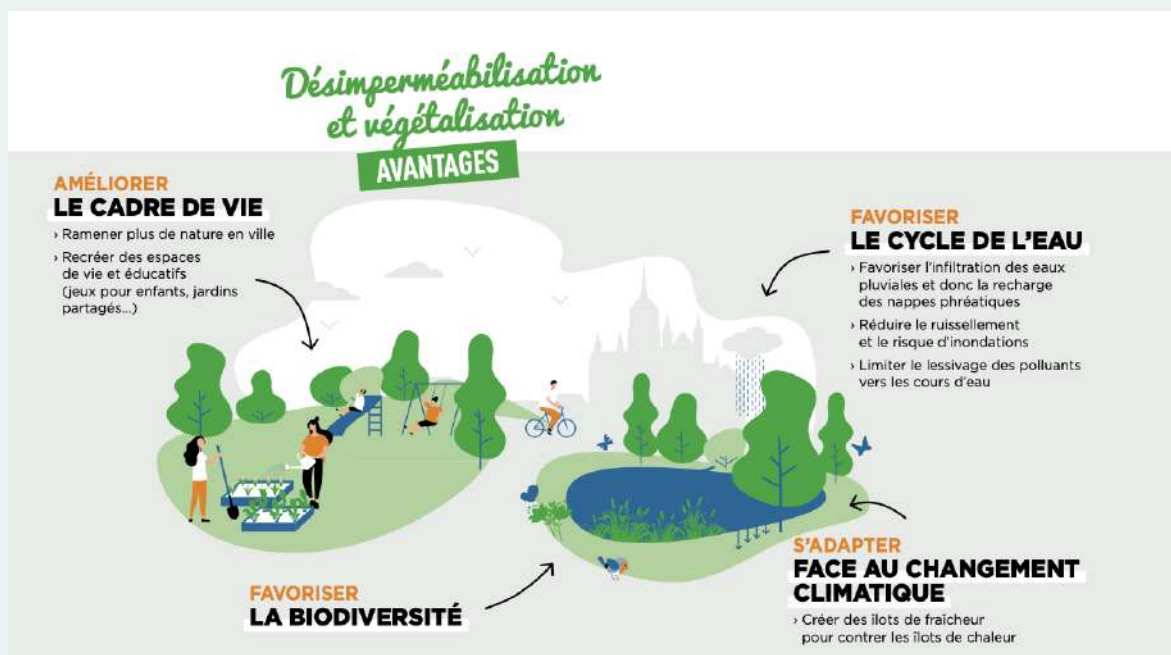 Désimperméabilisation
et végétalisation
AVANTAGES
AMÉLIORER
LE CADRE DE VIE
› Ramener plus de nature en ville
› Recréer des espaces
de vie et éducatifs
(jeux pour enfants, jardins
partagés...)
FAVORISER
LE CYCLE DE L'EAU
› Favoriser l'infiltration des eaux
pluviales et donc la recharge
des nappes phréatiques
› Réduire le ruissellement
et le risque d'inondations
› Limiter le lessivage des polluants
vers les cours d'eau
FAVORISER
LA BIODIVERSITÉ
S'ADAPTER
FACE AU CHANGEMENT
CLIMATIQUE
› Créer des îlots de fraîcheur
pour contrer les îlots de chaleur